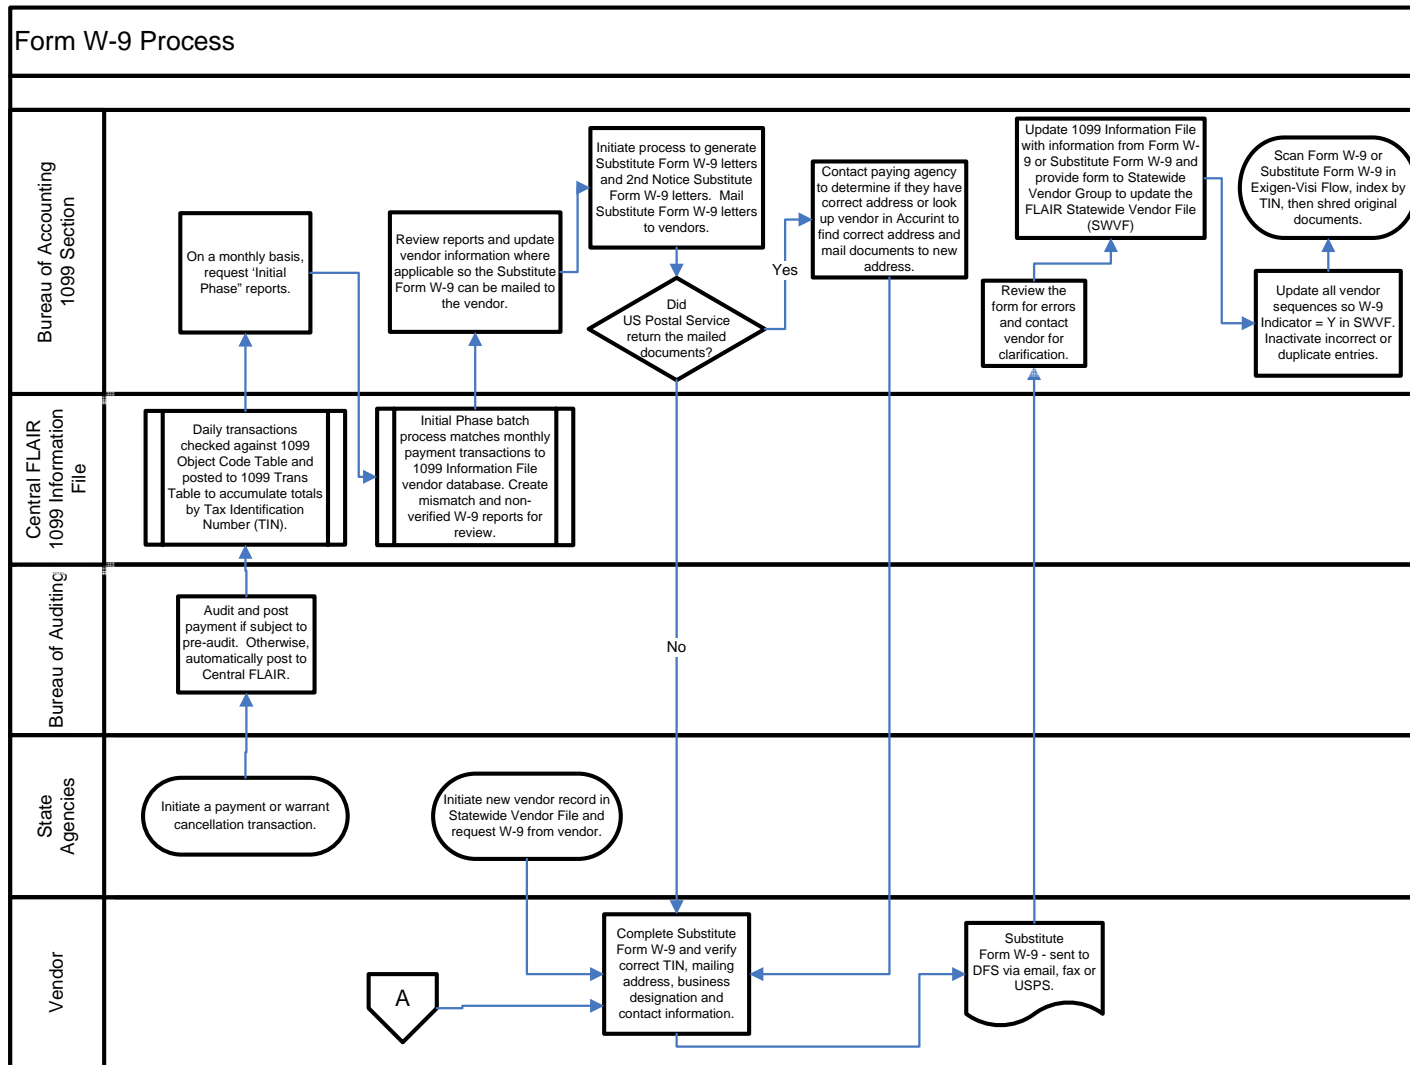 Form W-9 Process
Bureau of Accounting
1099 Section
On a monthly basis,
request ‘Initial
Phase” reports.
Review reports and update
vendor information where
applicable so the Substitute
Form W-9 can be mailed to
the vendor.
Initiate process to generate
Substitute Form W-9 letters
and 2nd Notice Substitute
Form W-9 letters. Mail
Substitute Form W-9 letters
to vendors.
Did
US Postal Service
return the mailed
documents?
Yes
Contact paying agency
to determine if they have
correct address or look
up vendor in Accurint to
find correct address and
mail documents to new
address.
Review the
form for errors
and contact
vendor for
clarification.
Update 1099 Information File
with information from Form W-
9 or Substitute Form W-9 and
provide form to Statewide
Vendor Group to update the
FLAIR Statewide Vendor File
(SWVF)
Scan Form W-9 or
Substitute Form W-9 in
Exigen-Visi Flow, index by
TIN, then shred original
documents.
Update all vendor
sequences so W-9
Indicator = Y in SWVF.
Inactivate incorrect or
duplicate entries.
Central FLAIR
1099 Information
File
Daily transactions
checked against 1099
Object Code Table and
posted to 1099 Trans
Table to accumulate totals
by Tax Identification
Number (TIN).
Initial Phase batch
process matches monthly
payment transactions to
1099 Information File
vendor database. Create
mismatch and non-
verified W-9 reports for
review.
Bureau of Auditing
Audit and post
payment if subject to
pre-audit. Otherwise,
automatically post to
Central FLAIR.
No
State
Agencies
Initiate a payment or warrant
cancellation transaction.
Initiate new vendor record in
Statewide Vendor File and
request W-9 from vendor.
Vendor
A
Complete Substitute
Form W-9 and verify
correct TIN, mailing
address, business
designation and
contact information.
Substitute
Form W-9 - sent to
DFS via email, fax or
USPS.